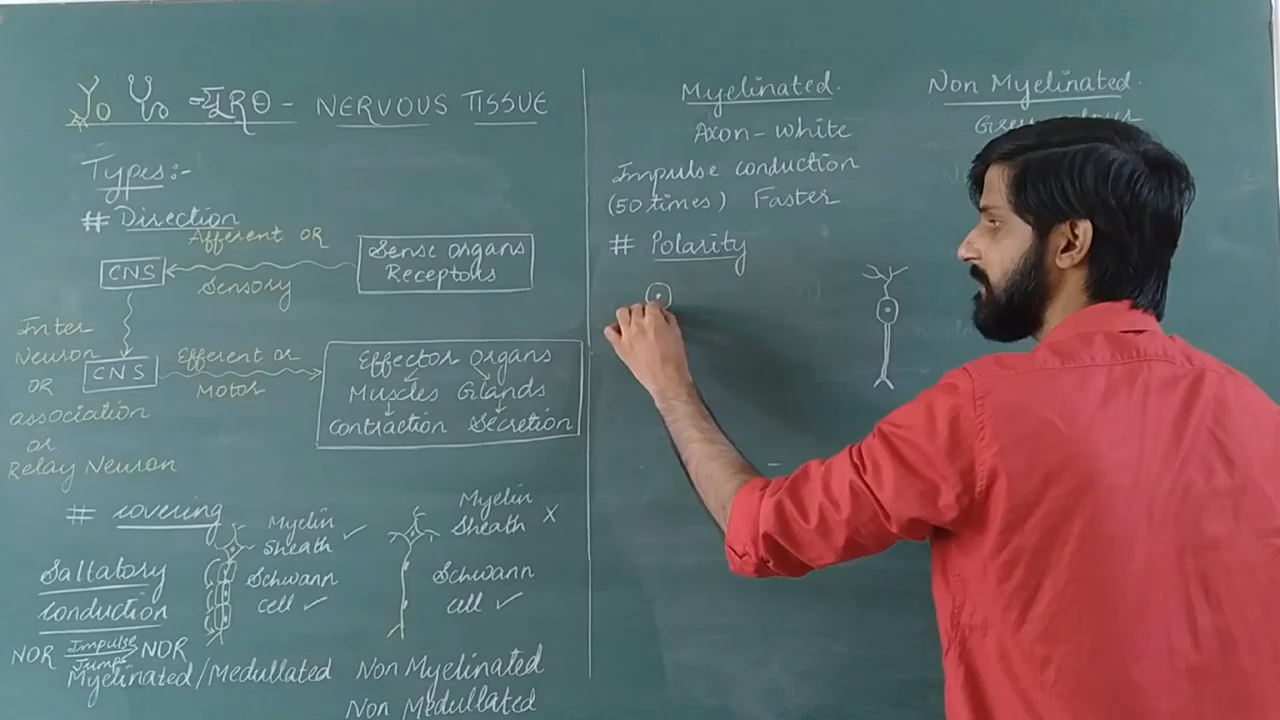 NERVOUS TISSUE
Types:-
# Direction
Afferent OR
CNS
Sense organs
Receptors
Sensory
Inter
Neuron
OR
association
or
Relay Neuron
CNS
Efferent or
Motor
Effector organs
Muscles Glands
Contraction Secretion
# covering
Myelin
Sheath ✓
Schwann
cell ✓
Myelin
Sheath X
Schwann
cell ✓
Saltatory
conduction
NOR Impulse NOR
Jumps
Myelinated/Medullated
Non Myelinated
Non Medullated
Myelinated.
Axon - white
Impulse conduction
(50 times) Faster
# Polarity
Non Myelinated.